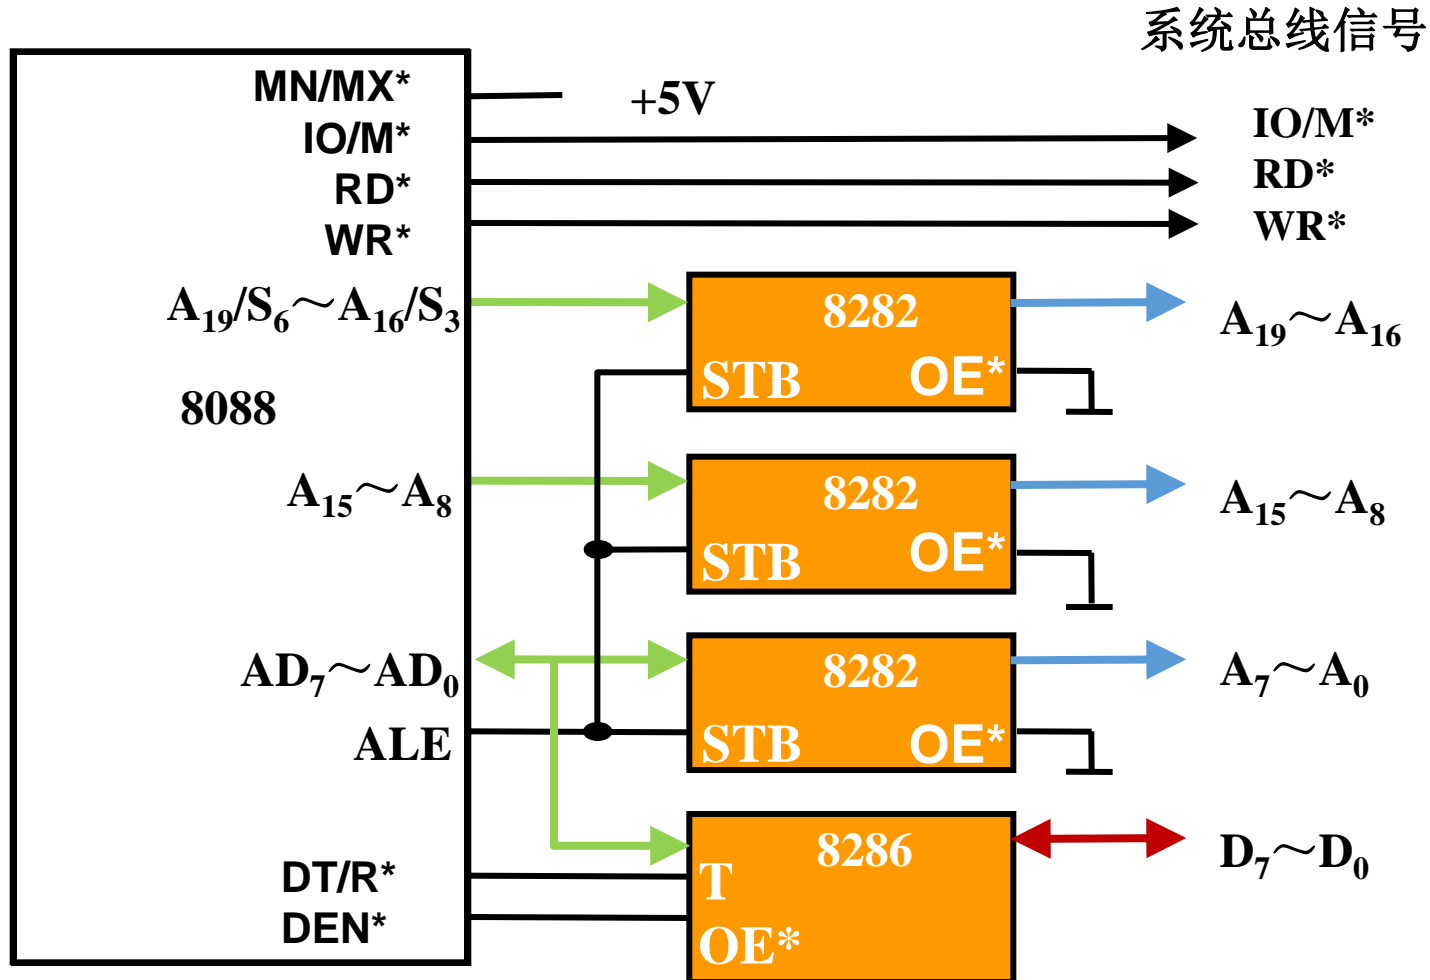 系统总线信号
MN/MX*
+5V
IO/M*
IO/M*
RD*
RD*
WR*
WR*
A19/S6～A16/S3
8282
STB
OE*
A19～A16
8088
A15～A8
8282
STB
OE*
A15～A8
AD7～AD0
8282
STB
OE*
A7～A0
ALE
8286
T
OE*
D7～D0
DT/R*
DEN*